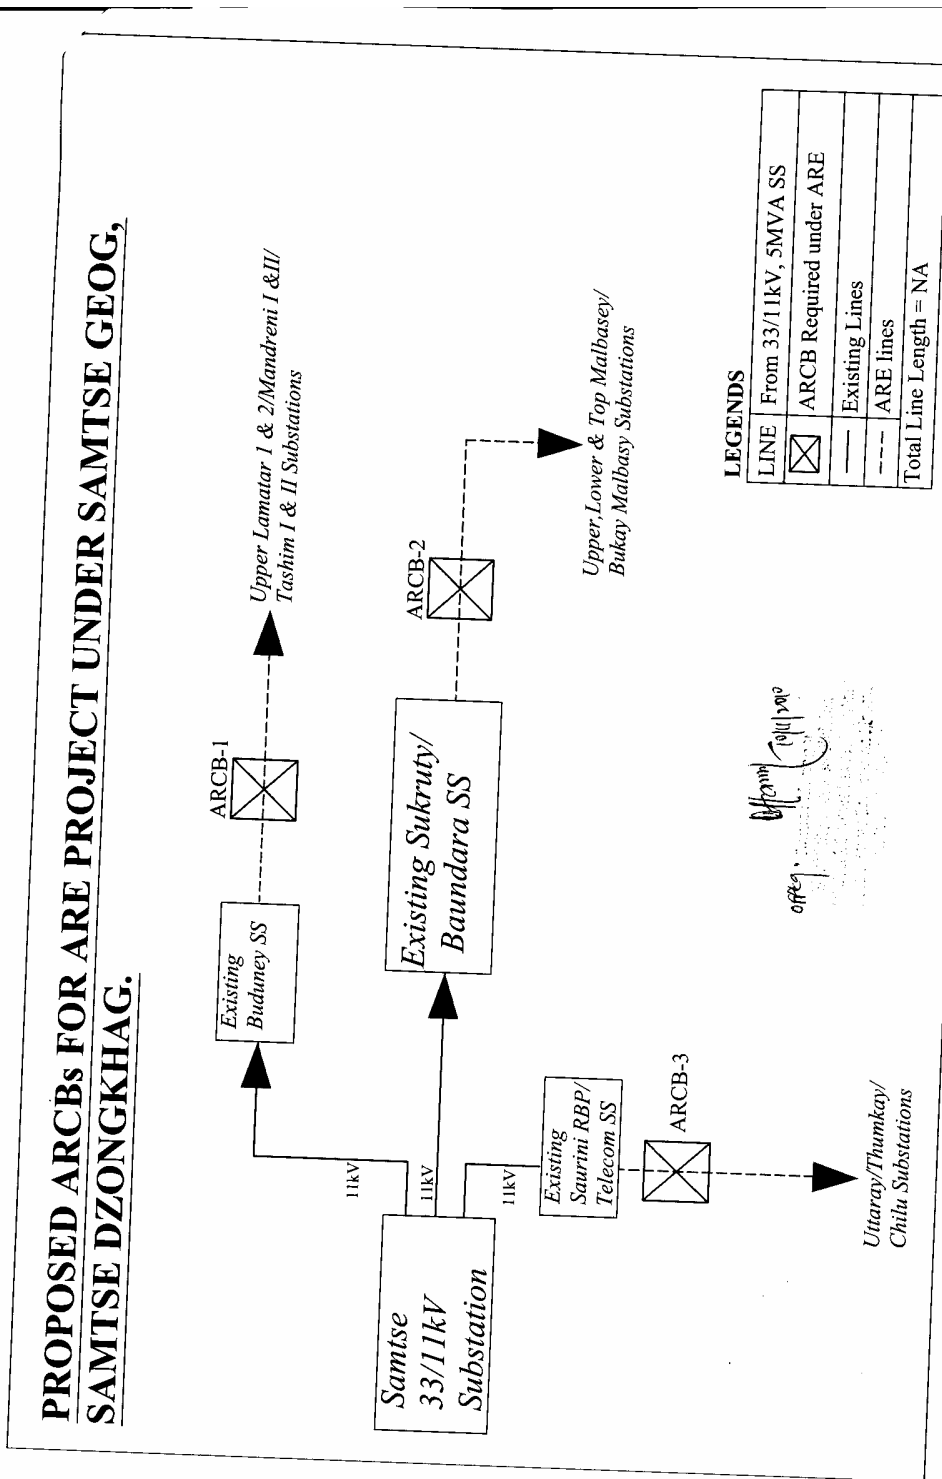 PROPOSED ARCBs FOR ARE PROJECT UNDER SAMTSE GEOG,
SAMTSE DZONGKHAG.
Samtse
33/11kV
Substation
11kV
11kV
11kV
Existing
Buduney SS
ARCB-1
Upper Lamatar 1 & 2/Mandreni I &II/
Tashim I & II Substations
Existing Sukruty/
Baundara SS
ARCB-2
Upper,Lower & Top Malbasey/
Bukay Malbasy Substations
Existing
Saurini RBP/
Telecom SS
ARCB-3
Uttaray/Thumkay/
Chilu Substations
LEGENDS
LINE From 33/11kV, 5MVA SS
ARCB Required under ARE
Existing Lines
ARE lines
Total Line Length = NA